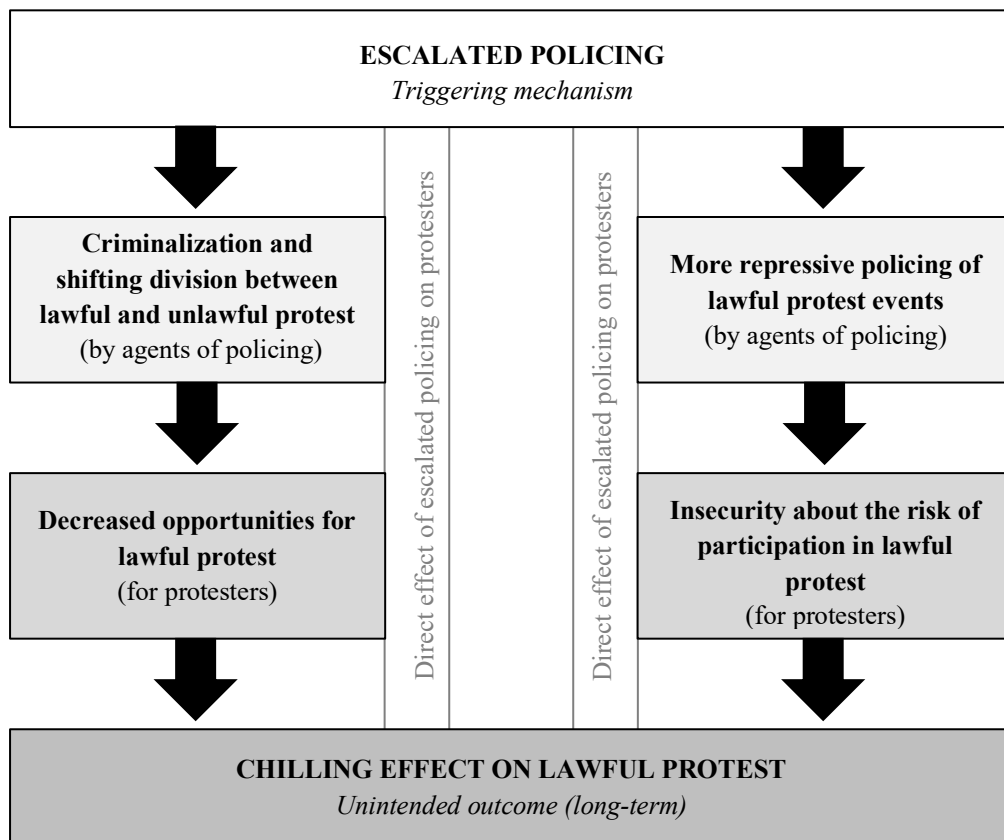 ESCALATED POLICING
Triggering mechanism
Criminalization and
shifting division between
lawful and unlawful protest
(by agents of policing)
Direct effect of escalated policing on protesters
Direct effect of escalated policing on protesters
More repressive policing of
lawful protest events
(by agents of policing)
Decreased opportunities for
lawful protest
(for protesters)
Insecurity about the risk of
participation in lawful
protest
(for protesters)
CHILLING EFFECT ON LAWFUL PROTEST
Unintended outcome (long-term)